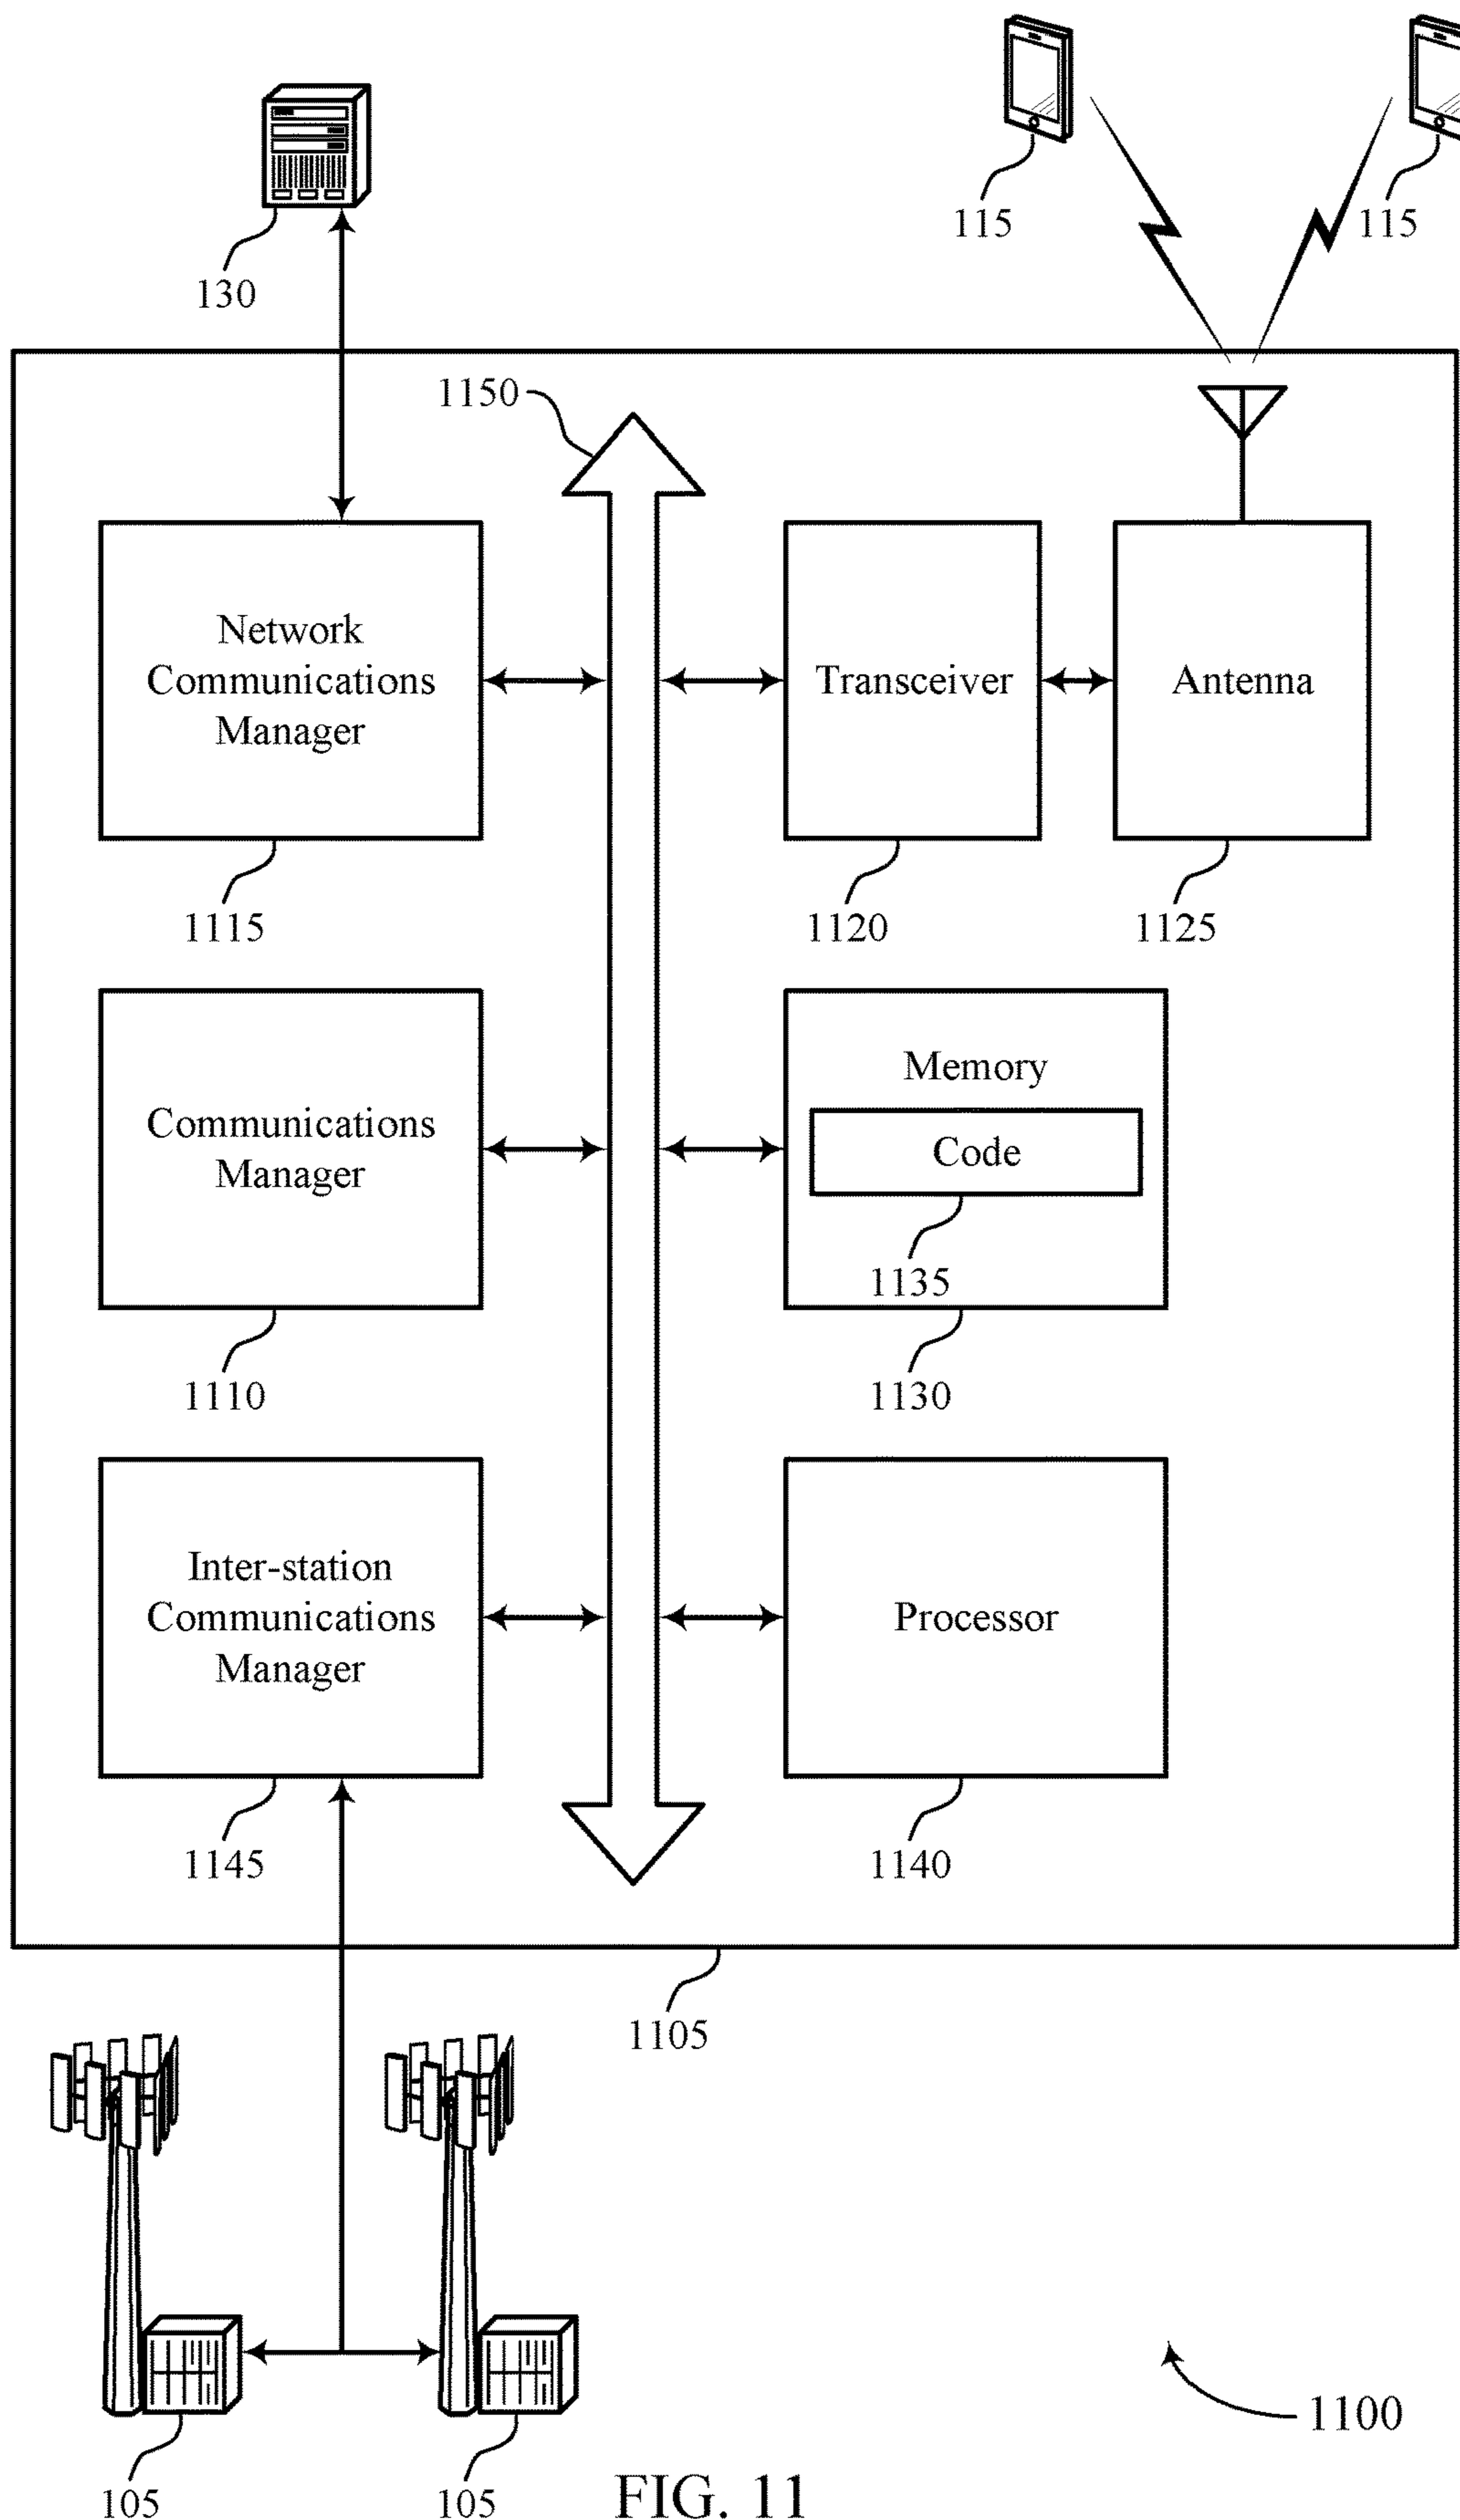 130
115
115
1150
Network
Communications
Manager
Transceiver
Antenna
1115
1120
1125
Communications
Manager
Memory
Code
1135
1110
1130
Inter-station
Communications
Manager
Processor
1145
1140
1105
1100
105
105
FIG. 11